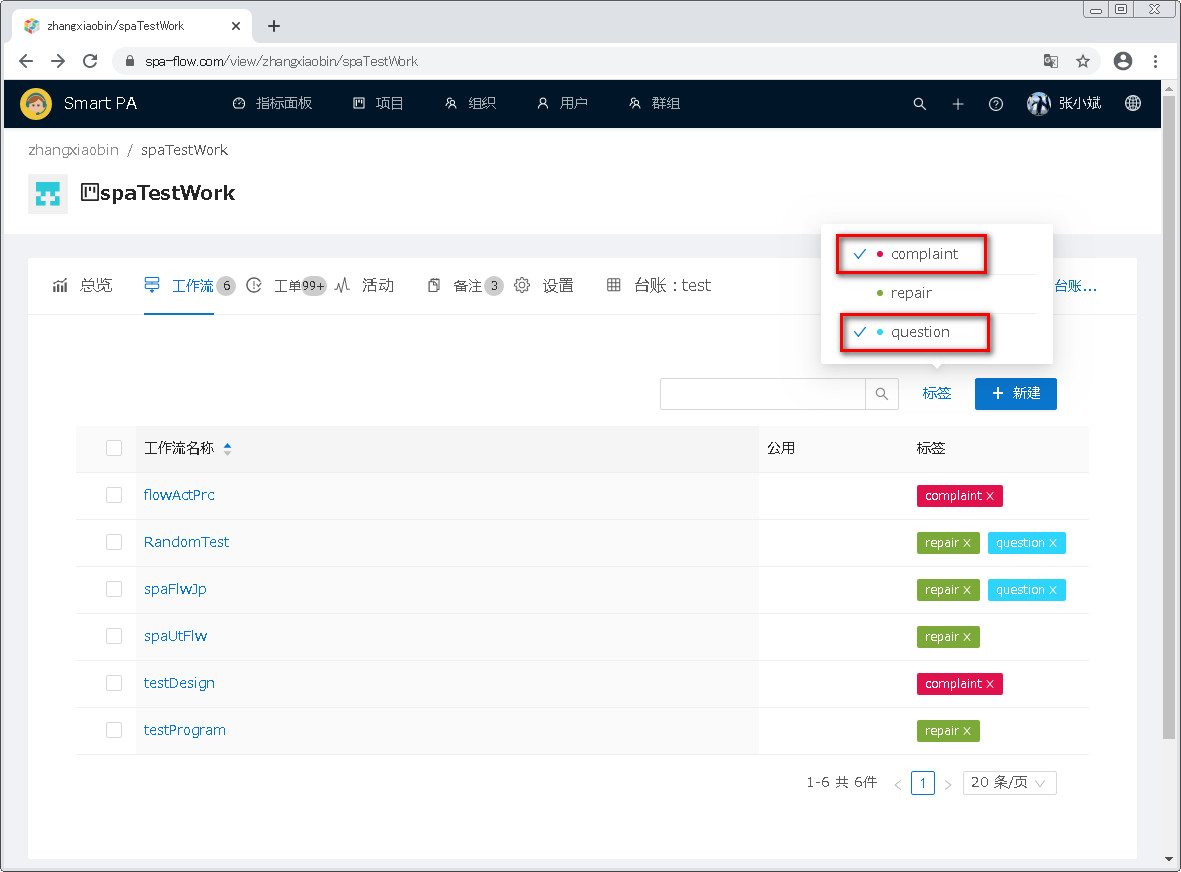 zhangxiaobin/spaTestWork
spa-flow.com/view/zhangxiaobin/spaTestWork
Smart PA 指标面板 项目 组织 用户 群组 张小斌
zhangxiaobin / spaTestWork
spaTestWork
complaint
repair
question
总览 工作流 6 工单 99+ 活动 备注 3 设置 台账：test 台账...
标签 + 新建
工作流名称 公用 标签
flowActPrc complaint ×
RandomTest repair × question ×
spaFlwJp repair × question ×
spaUtFlw repair ×
testDesign complaint ×
testProgram repair ×
1-6 共 6件 < 1 > 20 条/页